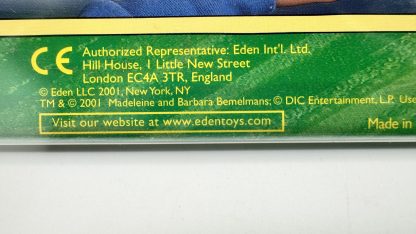 CE Authorized Representative: Eden Int'l. Ltd.
Hill House, 1 Little New Street
London EC4A 3TR, England
© Eden LLC 2001, New York, NY
TM & © 2001 Madeleine and Barbara Bemelmans; © DIC Entertainment, L.P. Use
Visit our website at www.edentoys.com
Made in